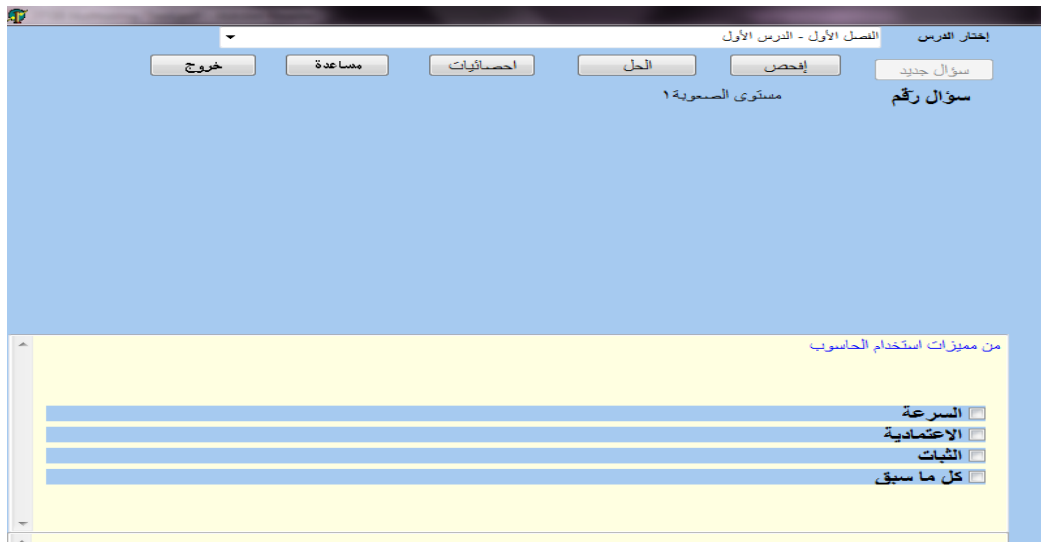 إختار الدرس الفصل الأول - الدرس الأول
سؤال جديد إفحص الحل احصائيات مساعدة خروج
سؤال رقم مستوى الصعوبة ١
من مميزات استخدام الحاسوب
السرعة
الاعتمادية
الثبات
كل ما سبق